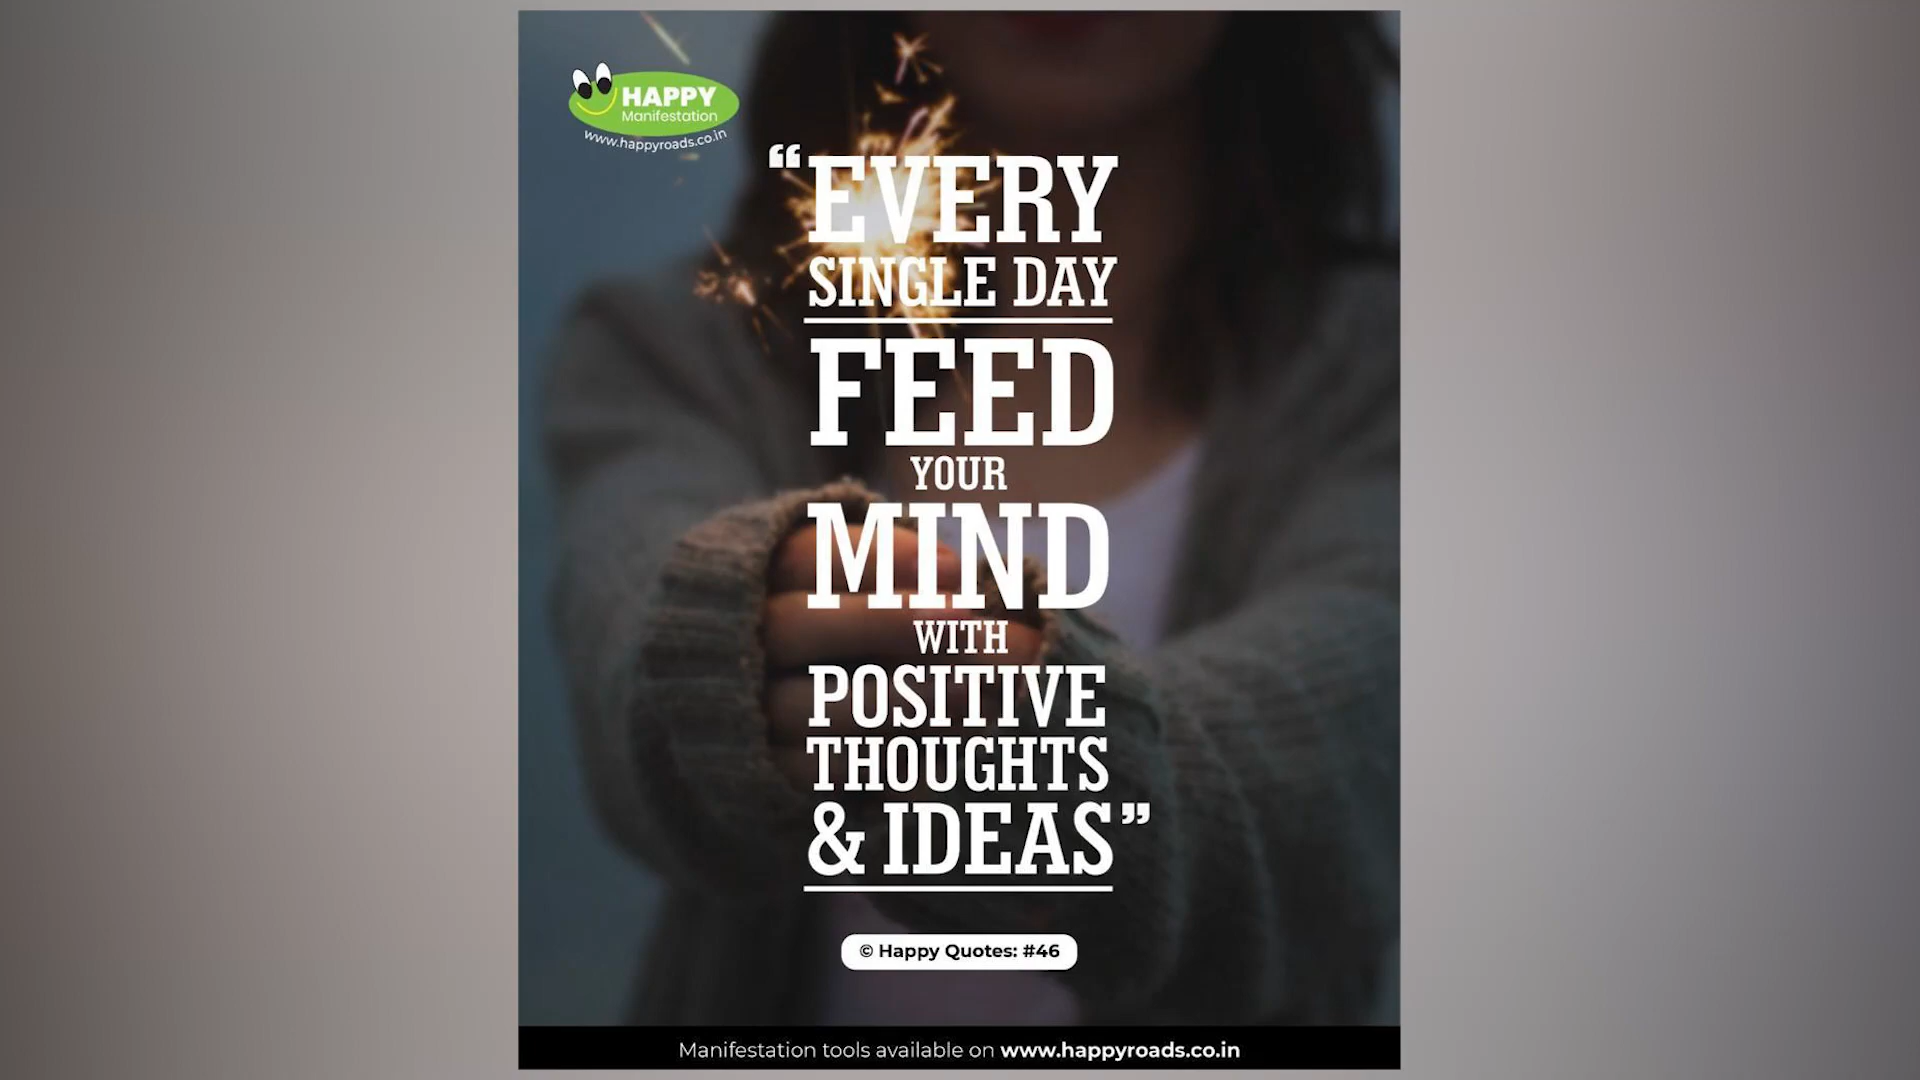 HAPPY
Manifestation
www.happyroads.co.in
“EVERY
SINGLE DAY
FEED
YOUR
MIND
WITH
POSITIVE
THOUGHTS
& IDEAS”
© Happy Quotes: #46
Manifestation tools available on www.happyroads.co.in